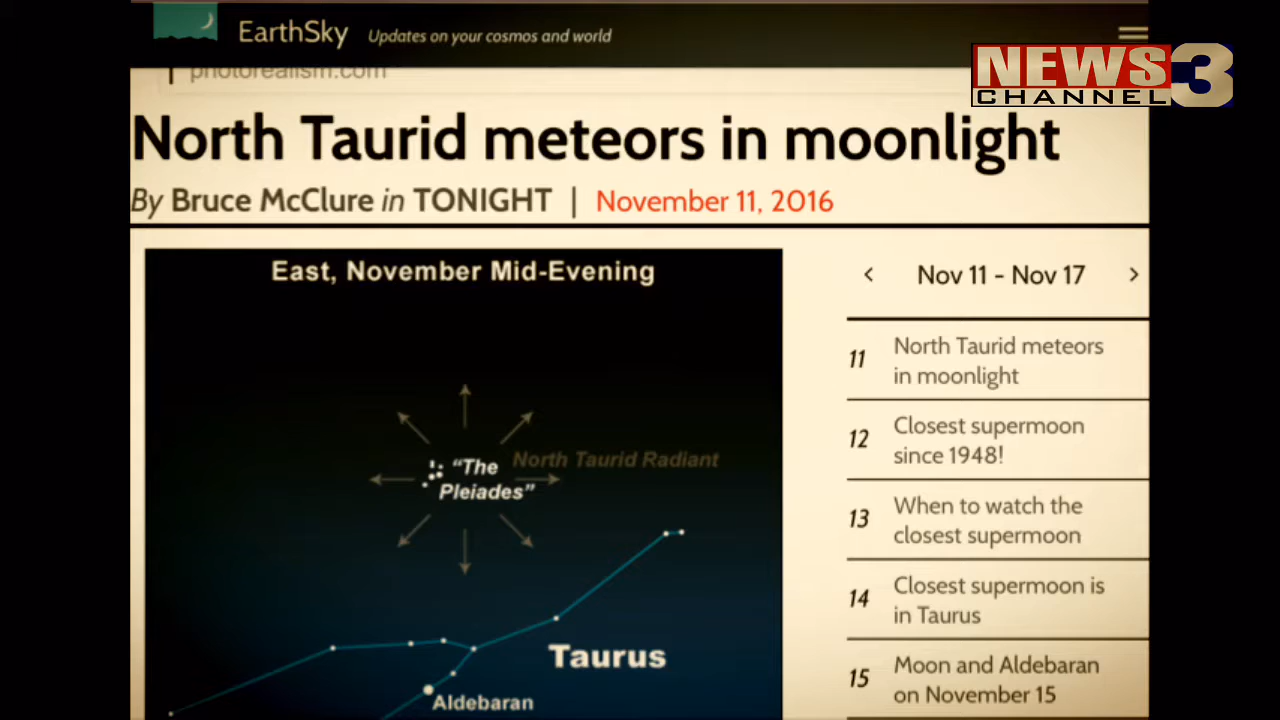 EarthSky Updates on your cosmos and world
NEWS 3
CHANNEL
photorealism.com
North Taurid meteors in moonlight
By Bruce McClure in TONIGHT | November 11, 2016
East, November Mid-Evening
"The
Pleiades"
North Taurid Radiant
Taurus
Aldebaran
< Nov 11 - Nov 17 >
11 North Taurid meteors
in moonlight
12 Closest supermoon
since 1948!
13 When to watch the
closest supermoon
14 Closest supermoon is
in Taurus
15 Moon and Aldebaran
on November 15